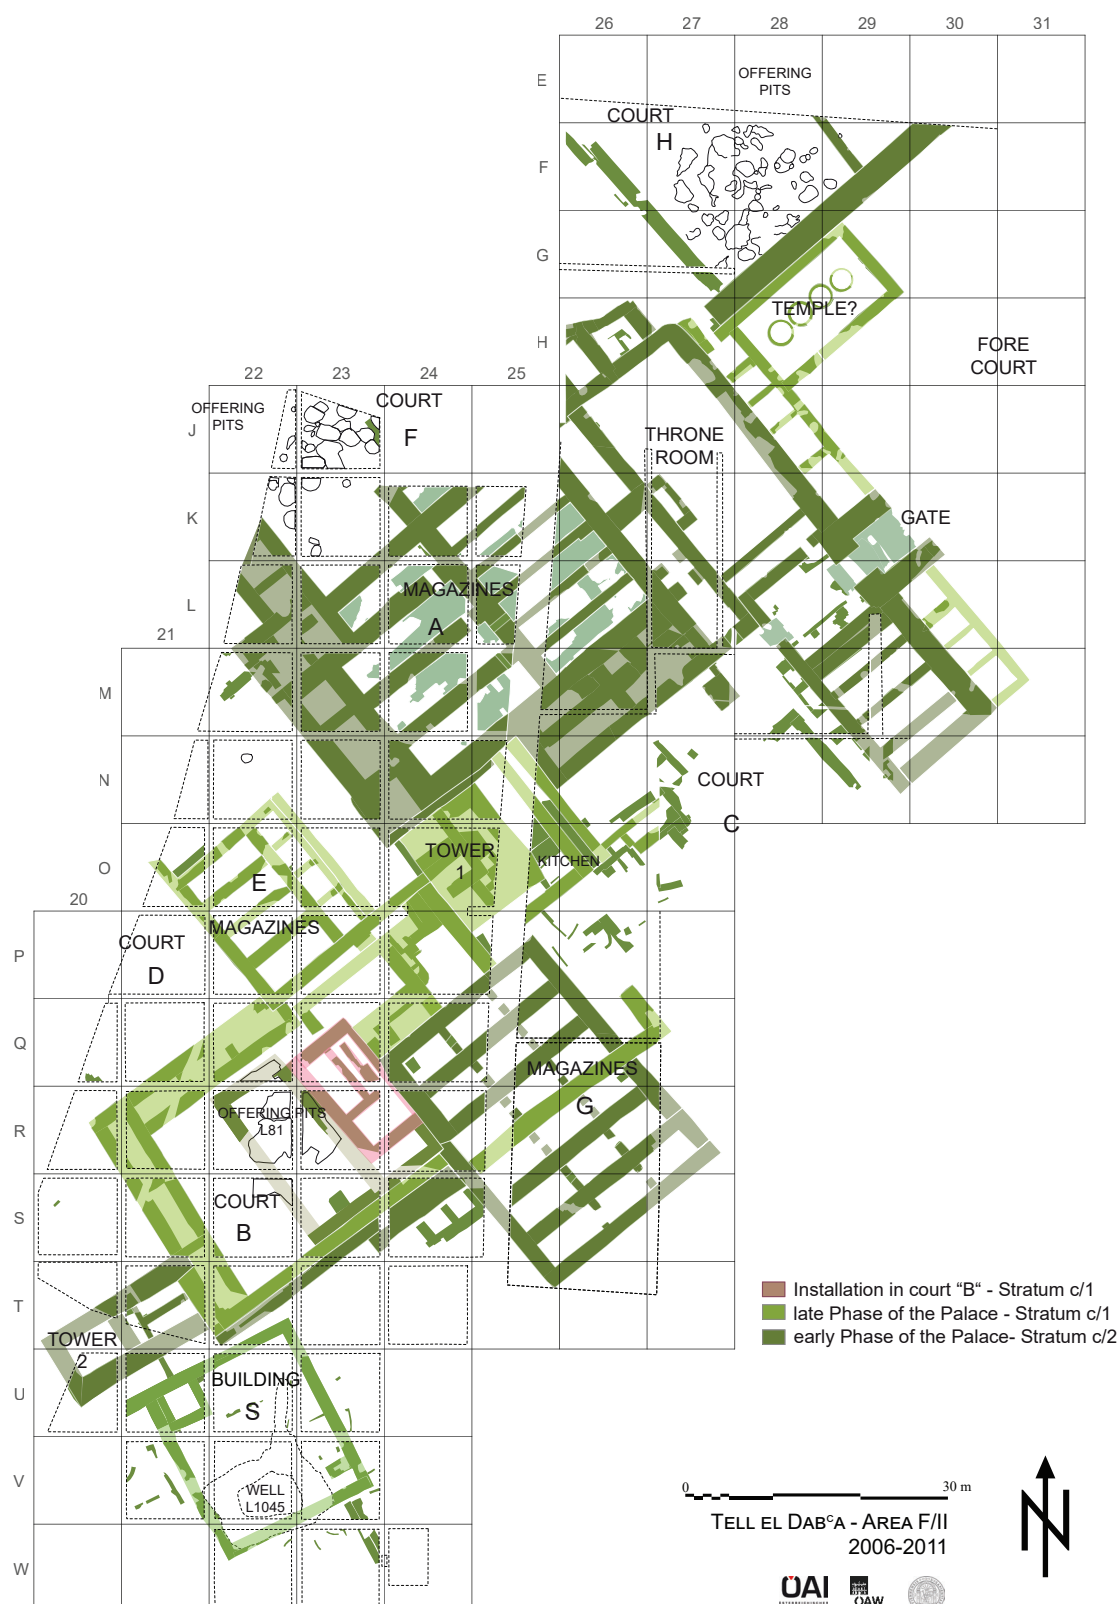 26 27 28 29 30 31
E
OFFERING
PITS
COURT
H
F
G
TEMPLE?
H
FORE
COURT
22 23 24 25
OFFERING
PITS
COURT
F
J
THRONE
ROOM
K
GATE
MAGAZINES
A
L
21
M
N
COURT
C
TOWER
1
KITCHEN
O
E
MAGAZINES
20
COURT
D
P
Q
MAGAZINES
G
OFFERING PITS
L81
R
COURT
B
S
T
Installation in court “B“ - Stratum c/1
late Phase of the Palace - Stratum c/1
early Phase of the Palace- Stratum c/2
TOWER
2
BUILDING
S
U
V
WELL
L1045
0 30 m
TELL EL DABᶜA - AREA F/II
2006-2011
W
ÖAI
ÖAW